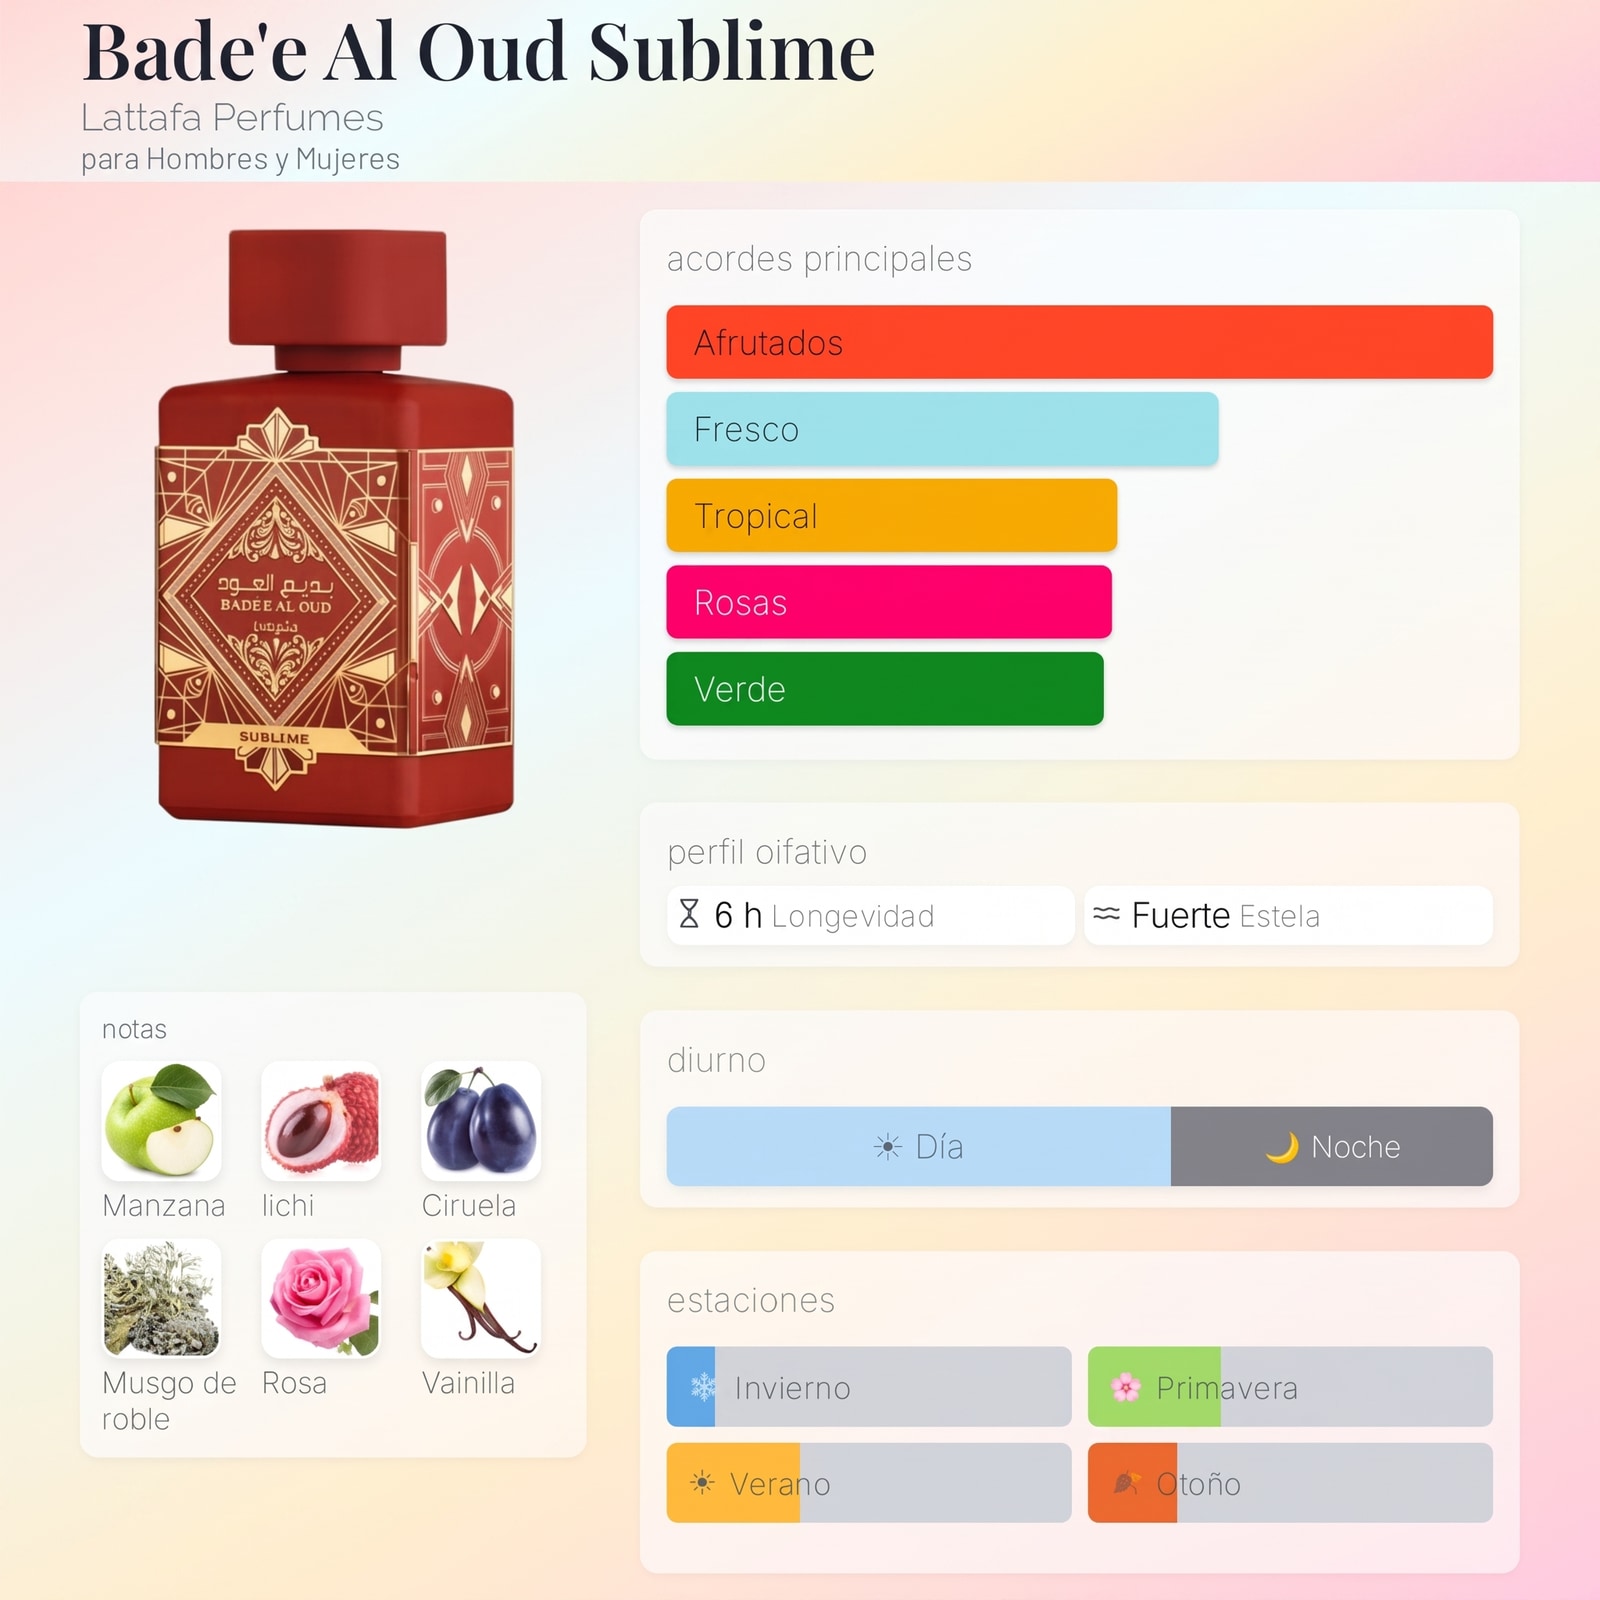 Bade'e Al Oud Sublime
Lattafa Perfumes
para Hombres y Mujeres
بديع العود
BADÉE AL OUD
SUBLIME
acordes principales
Afrutados
Fresco
Tropical
Rosas
Verde
perfil oifativo
6 h Longevidad
Fuerte Estela
notas
Manzana
lichi
Ciruela
Musgo de
roble
Rosa
Vainilla
diurno
Día
Noche
estaciones
Invierno
Primavera
Verano
Otoño